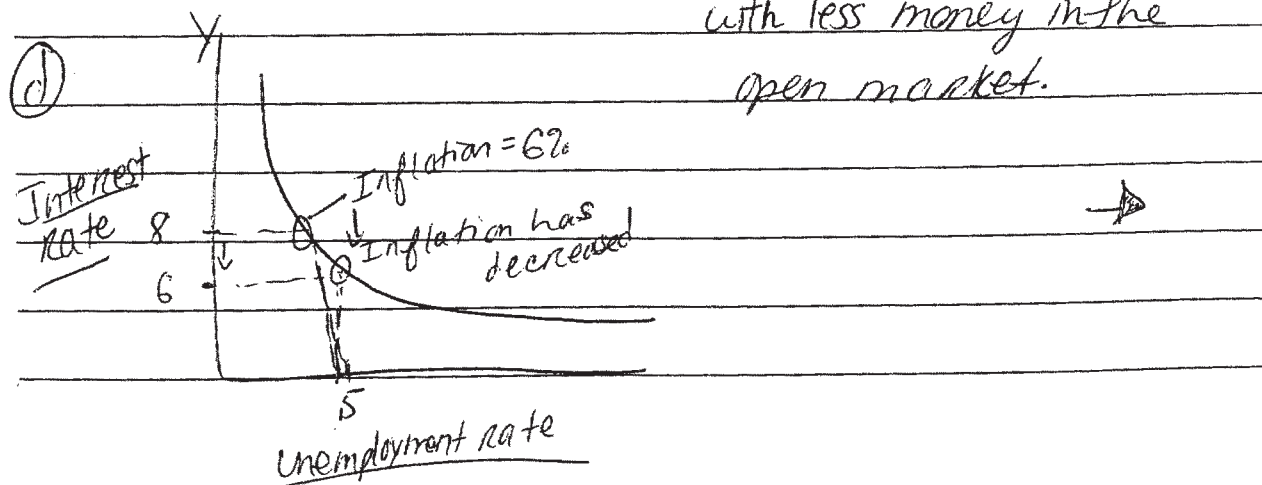 with less money in the
open market.
Y
d
Inflation = 6%
Interest
rate 8
Inflation has
decreased
6
5
unemployment rate